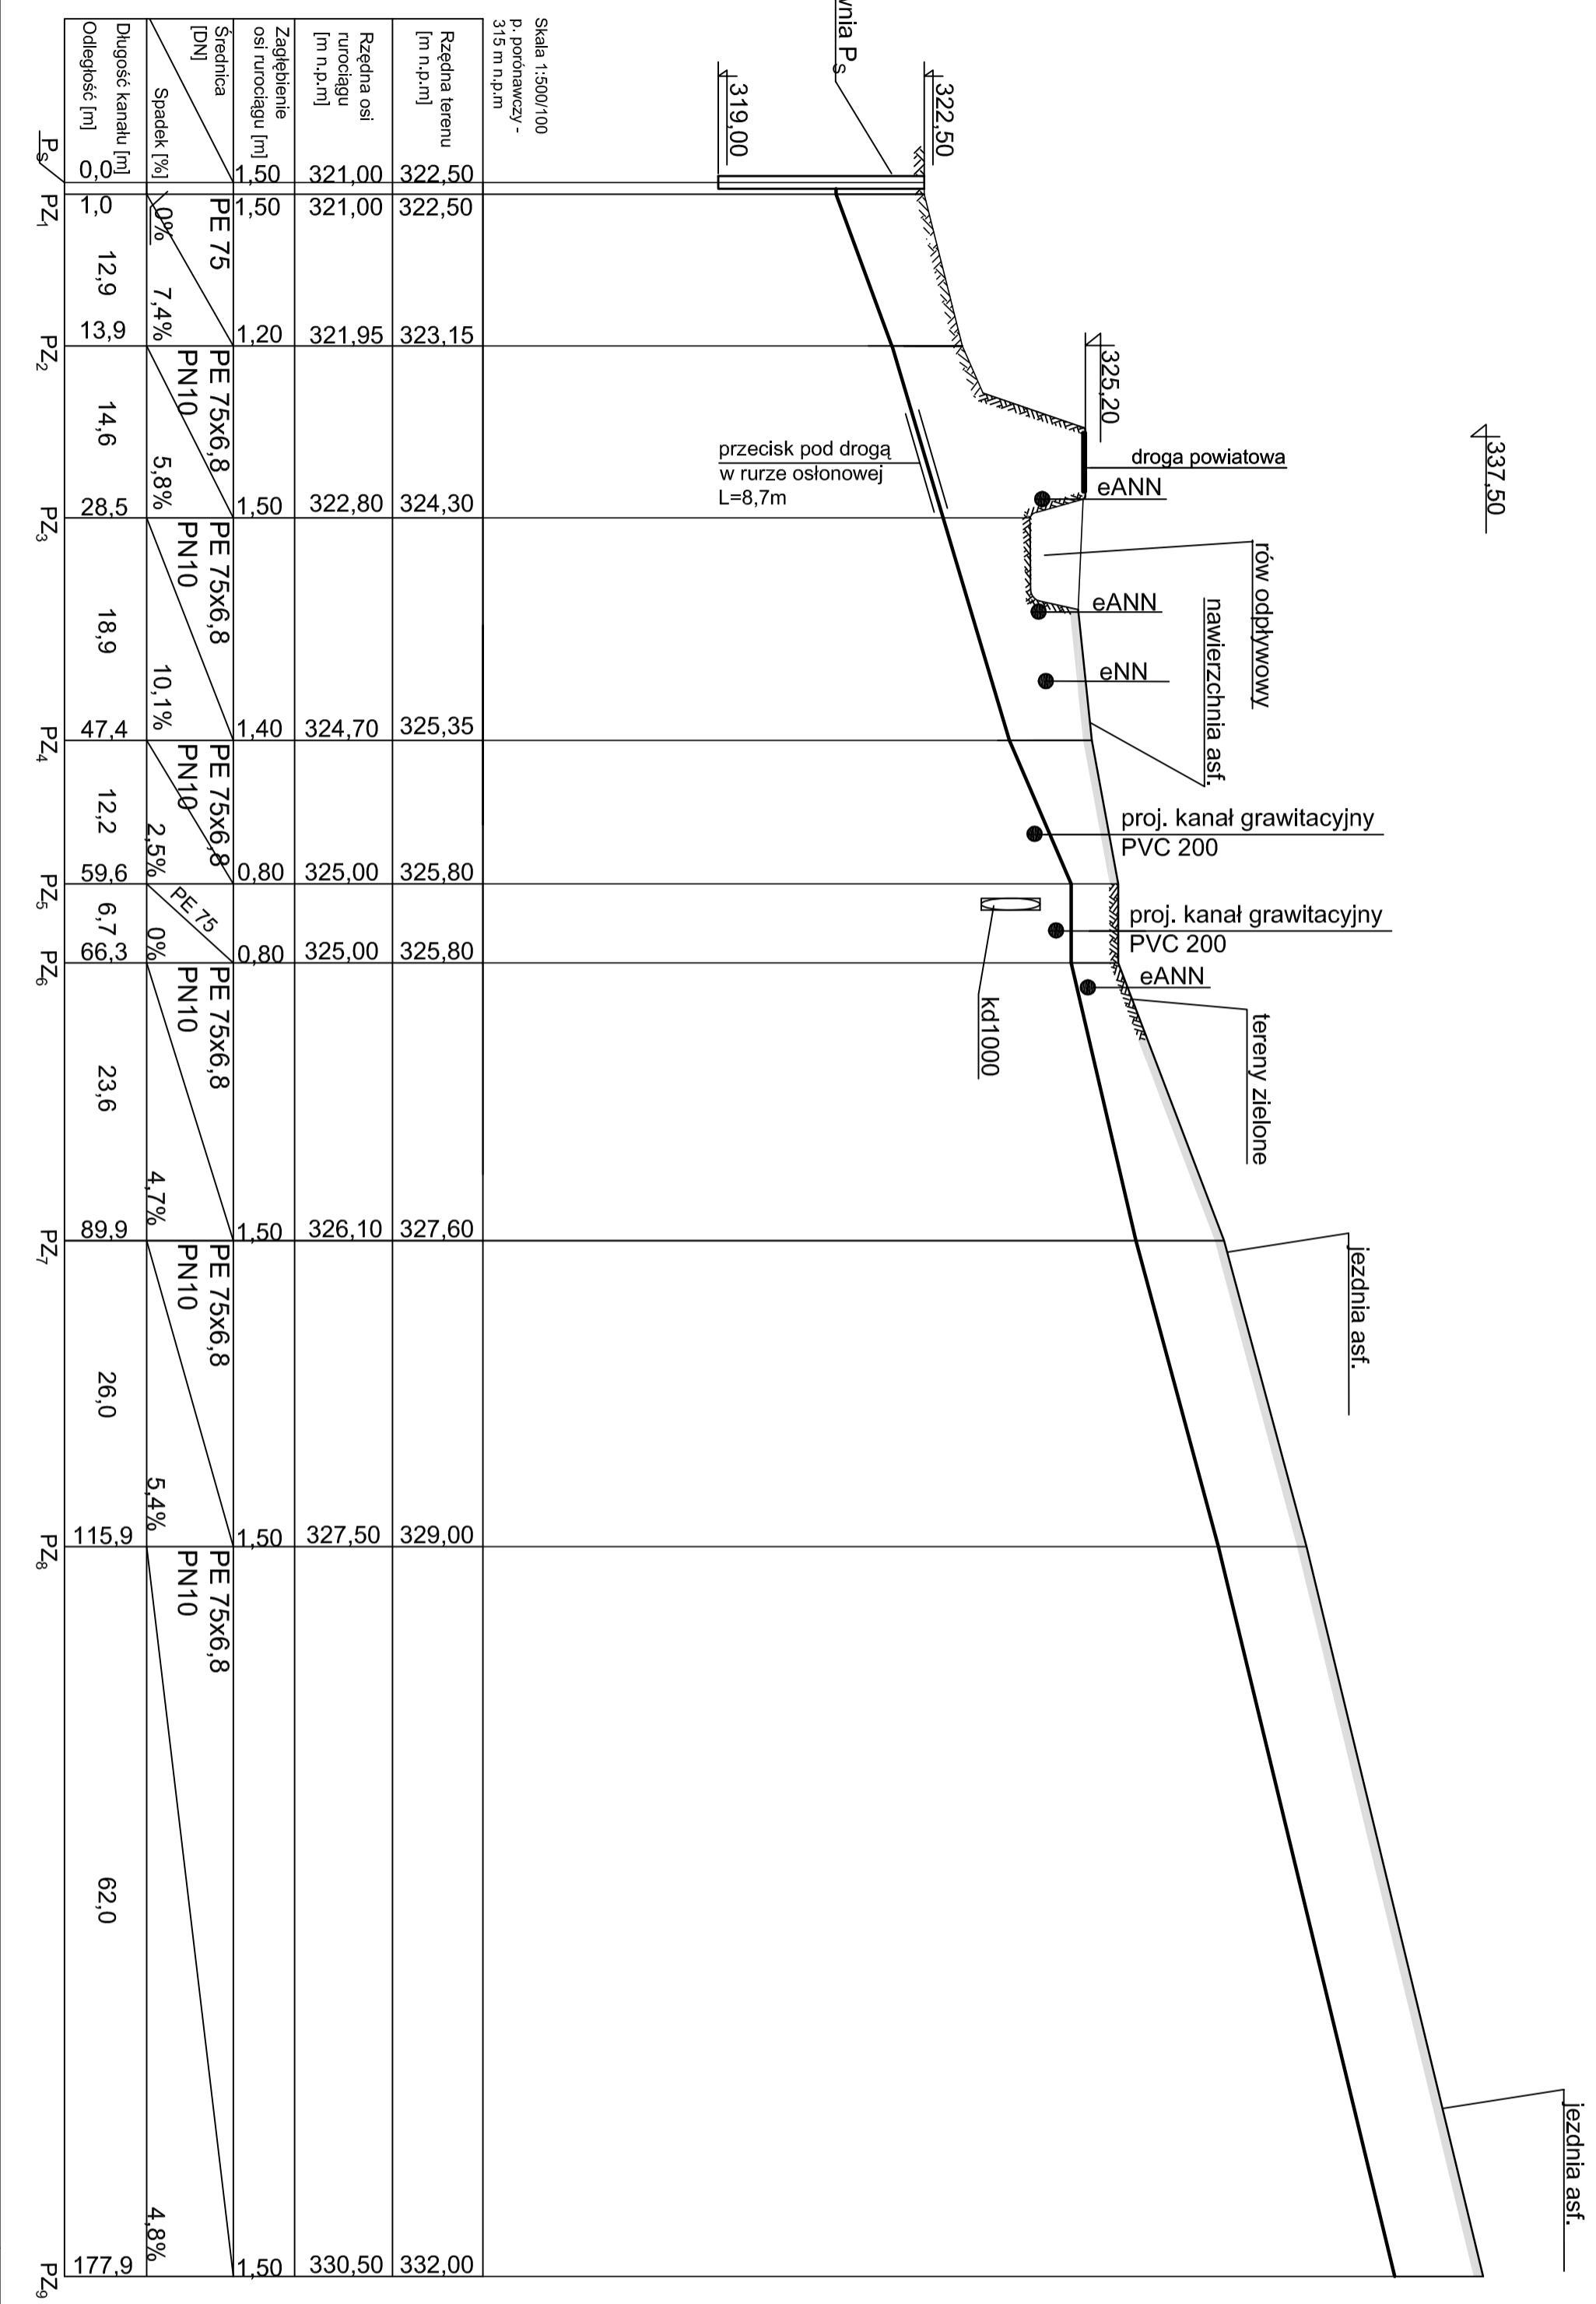 wnia PS
322,50
319,00
325,20
337,50
droga powiatowa
eANN
przecisk pod drogą
w rurze osłonowej
L=8,7m
rów odpływowy
eANN
nawierzchnia asf.
eNN
proj. kanał grawitacyjny
PVC 200
proj. kanał grawitacyjny
PVC 200
eANN
kd1000
tereny zielone
jezdnia asf.
jezdnia asf.
Skala 1:500/100
p. porónawczy -
315 m n.p.m
Rzędna terenu
[m n.p.m]
322,50
322,50
323,15
324,30
325,35
325,80
325,80
327,60
329,00
332,00
Rzędna osi
rurociągu
[m n.p.m]
321,00
321,00
321,95
322,80
324,70
325,00
325,00
326,10
327,50
330,50
Zagłębienie
osi rurociągu [m]
1,50
1,50
1,20
1,50
1,40
0,80
0,80
1,50
1,50
1,50
Średnica
[DN]
PE 75
PE 75x6,8
PN10
PE 75x6,8
PN10
PE 75x6,8
PN10
PE 75
PE 75x6,8
PN10
PE 75x6,8
PN10
PE 75x6,8
PN10
Spadek [%]
0%
7,4%
5,8%
10,1%
2,5%
0%
4,7%
5,4%
4,8%
Długość kanału [m]
12,9
14,6
18,9
12,2
6,7
23,6
26,0
62,0
Odległość [m]
0,0
1,0
13,9
28,5
47,4
59,6
66,3
89,9
115,9
177,9
PS
PZ1
PZ2
PZ3
PZ4
PZ5
PZ6
PZ7
PZ8
PZ9